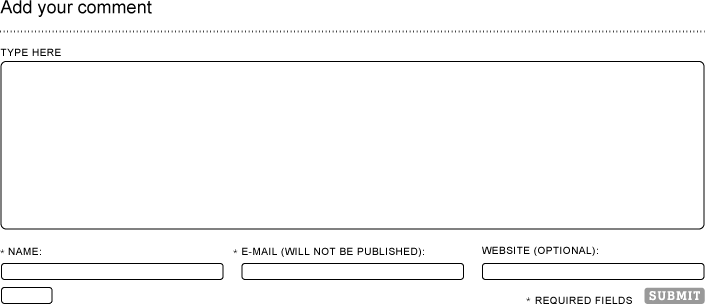 Add your comment
TYPE HERE
* NAME:
* E-MAIL (WILL NOT BE PUBLISHED):
WEBSITE (OPTIONAL):
* REQUIRED FIELDS
SUBMIT